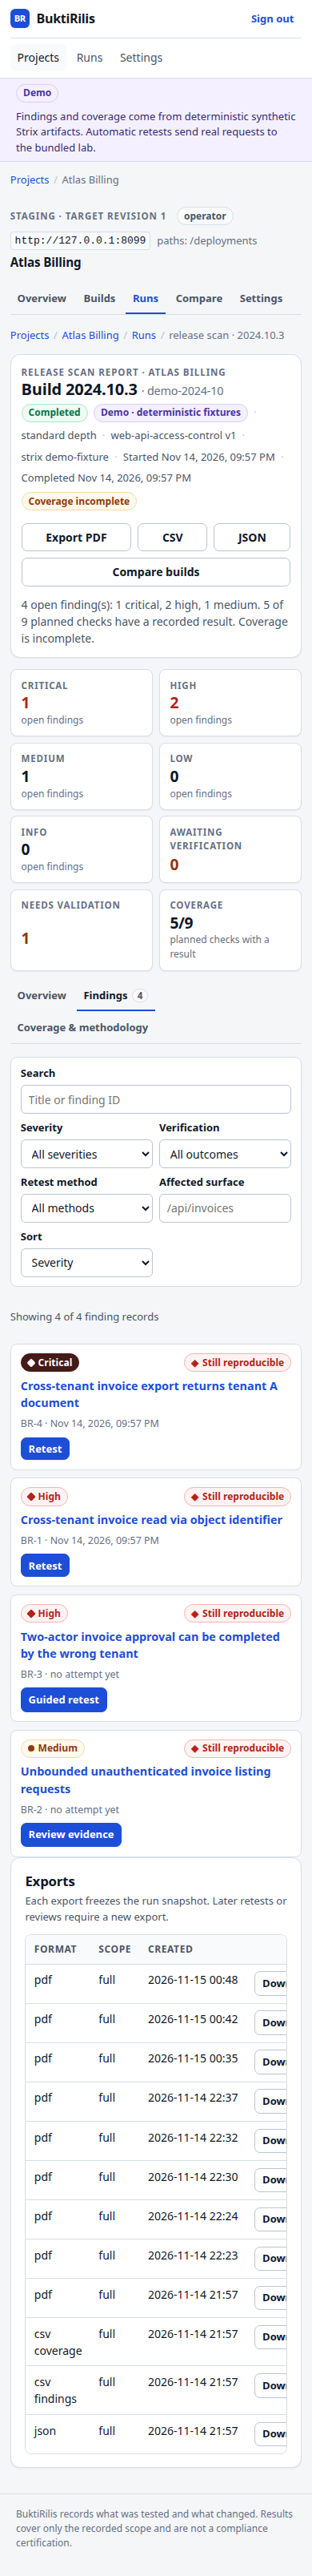 BR BuktiRilis Sign out
Projects Runs Settings
Demo
Findings and coverage come from deterministic synthetic
Strix artifacts. Automatic retests send real requests to
the bundled lab.
Projects / Atlas Billing
STAGING · TARGET REVISION 1 operator
http://127.0.0.1:8099 paths: /deployments
Atlas Billing
Overview Builds Runs Compare Settings
Projects / Atlas Billing / Runs / release scan · 2024.10.3
RELEASE SCAN REPORT · ATLAS BILLING
Build 2024.10.3 · demo-2024-10
Completed Demo · deterministic fixtures ·
standard depth · web-api-access-control v1 ·
strix demo-fixture · Started Nov 14, 2026, 09:57 PM ·
Completed Nov 14, 2026, 09:57 PM
Coverage incomplete
Export PDF CSV JSON
Compare builds
4 open finding(s): 1 critical, 2 high, 1 medium. 5 of
9 planned checks have a recorded result. Coverage
is incomplete.
CRITICAL
1
open findings
HIGH
2
open findings
MEDIUM
1
open findings
LOW
0
open findings
INFO
0
open findings
AWAITING
VERIFICATION
0
NEEDS VALIDATION
1
COVERAGE
5/9
planned checks with a
result
Overview Findings 4
Coverage & methodology
Search
Title or finding ID
Severity Verification
All severities All outcomes
Retest method Affected surface
All methods /api/invoices
Sort
Severity
Showing 4 of 4 finding records
Critical Still reproducible
Cross-tenant invoice export returns tenant A
document
BR-4 · Nov 14, 2026, 09:57 PM
Retest
High Still reproducible
Cross-tenant invoice read via object identifier
BR-1 · Nov 14, 2026, 09:57 PM
Retest
High Still reproducible
Two-actor invoice approval can be completed
by the wrong tenant
BR-3 · no attempt yet
Guided retest
Medium Still reproducible
Unbounded unauthenticated invoice listing
requests
BR-2 · no attempt yet
Review evidence
Exports
Each export freezes the run snapshot. Later retests or
reviews require a new export.
FORMAT SCOPE CREATED
pdf full 2026-11-15 00:48
pdf full 2026-11-15 00:42
pdf full 2026-11-15 00:35
pdf full 2026-11-14 22:37
pdf full 2026-11-14 22:32
pdf full 2026-11-14 22:30
pdf full 2026-11-14 22:24
pdf full 2026-11-14 22:23
pdf full 2026-11-14 21:57
csv full 2026-11-14 21:57
coverage
csv full 2026-11-14 21:57
findings
json full 2026-11-14 21:57
BuktiRilis records what was tested and what changed. Results
cover only the recorded scope and are not a compliance
certification.